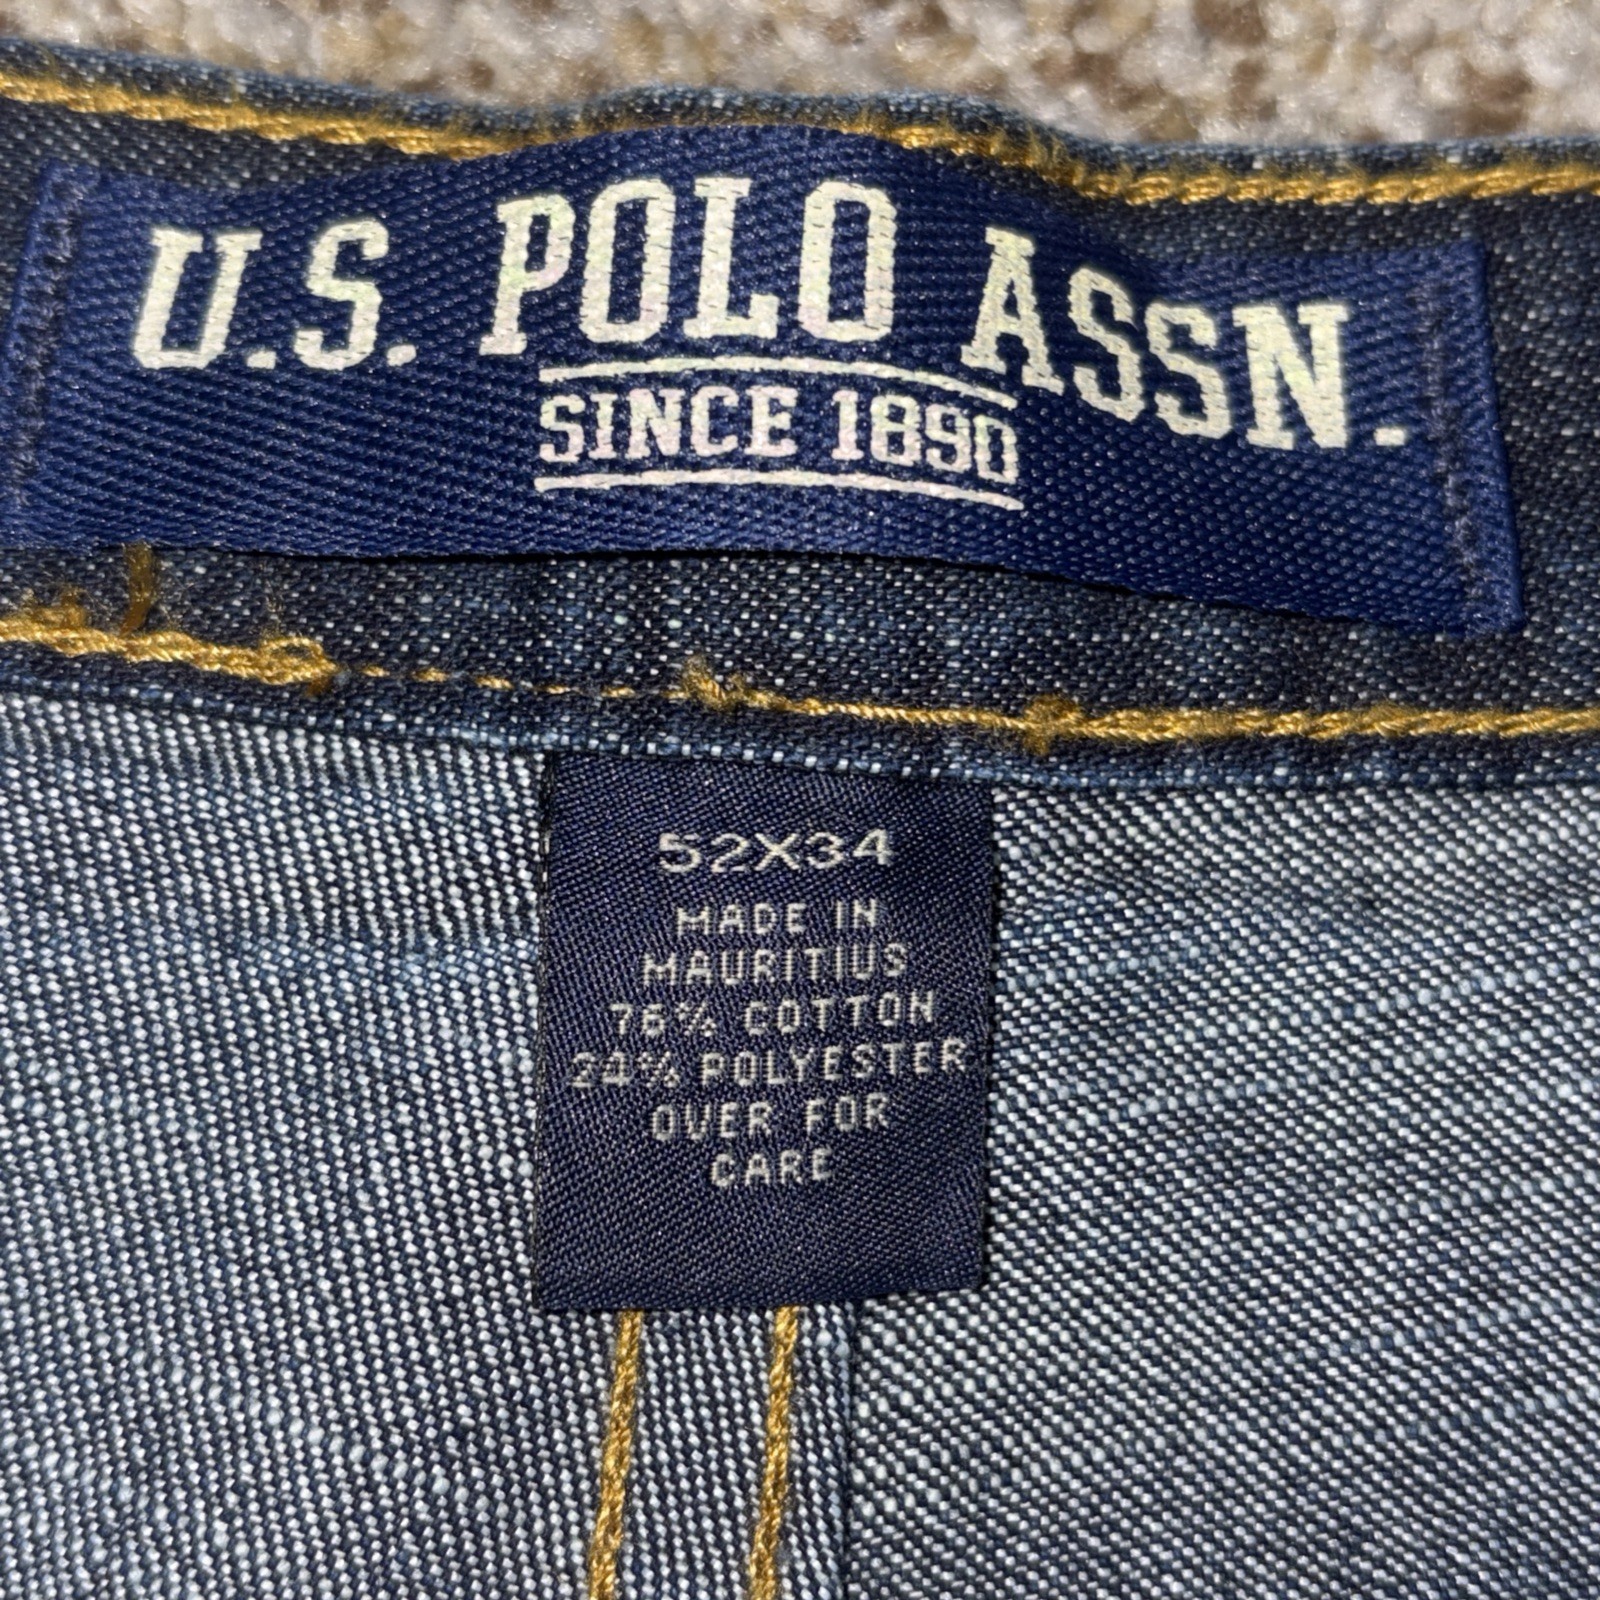 U.S. POLO ASSN.
SINCE 1890
52X34
MADE IN
MAURITIUS
76% COTTON
24% POLYESTER
OVER FOR
CARE